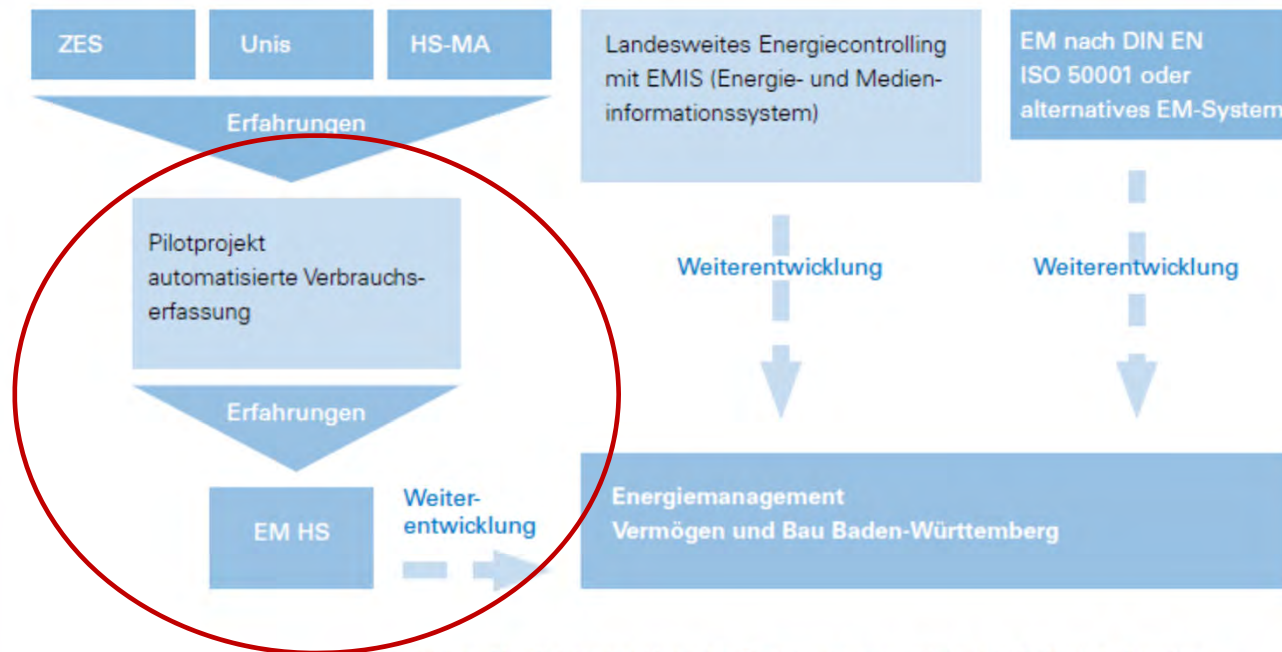 ZES
Unis
HS-MA
Erfahrungen
Pilotprojekt
automatisierte Verbrauchs-
erfassung
Erfahrungen
EM HS
Weiter-
entwicklung
Landesweites Energiecontrolling
mit EMIS (Energie- und Medien-
informationssystem)
Weiterentwicklung
EM nach DIN EN
ISO 50001 oder
alternatives EM-System
Weiterentwicklung
Energiemanagement
Vermögen und Bau Baden-Württemberg